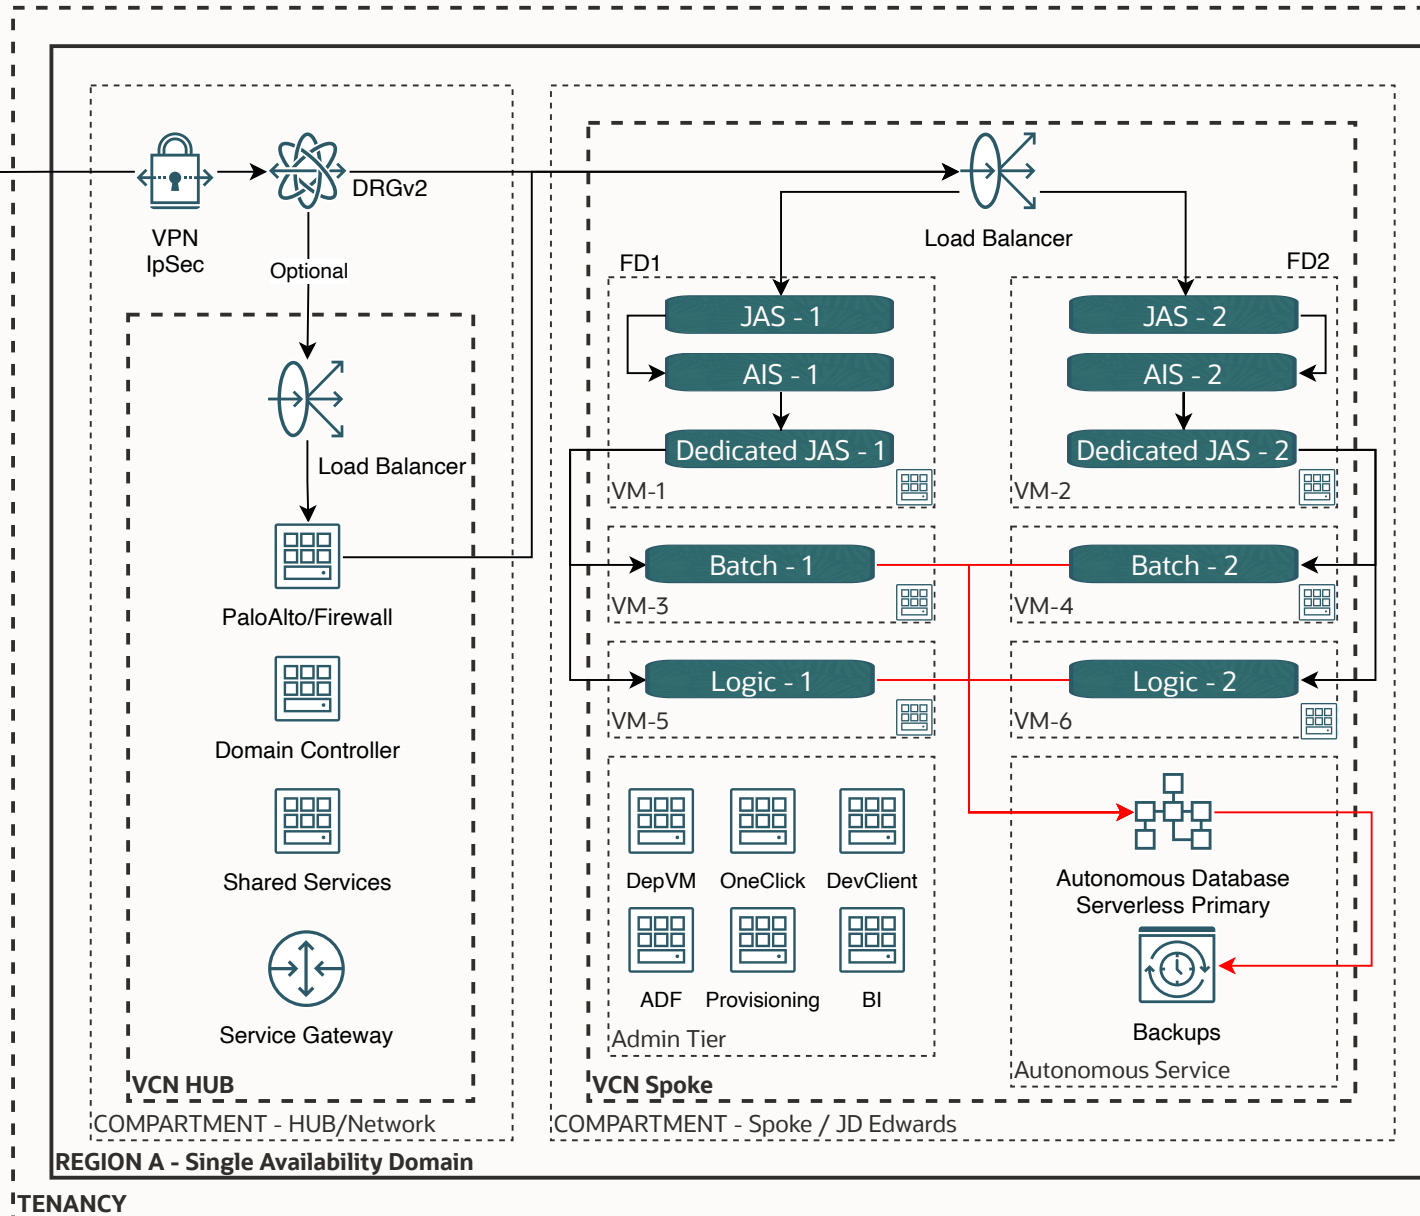 DRGv2
VPN
IpSec
Optional
Load Balancer
PaloAlto/Firewall
Domain Controller
Shared Services
Service Gateway
VCN HUB
COMPARTMENT - HUB/Network
Load Balancer
FD1
FD2
JAS - 1
AIS - 1
Dedicated JAS - 1
VM-1
JAS - 2
AIS - 2
Dedicated JAS - 2
VM-2
Batch - 1
VM-3
Batch - 2
VM-4
Logic - 1
VM-5
Logic - 2
VM-6
DepVM
OneClick
DevClient
ADF
Provisioning
BI
Admin Tier
Autonomous Database
Serverless Primary
Backups
Autonomous Service
VCN Spoke
COMPARTMENT - Spoke / JD Edwards
REGION A - Single Availability Domain
TENANCY